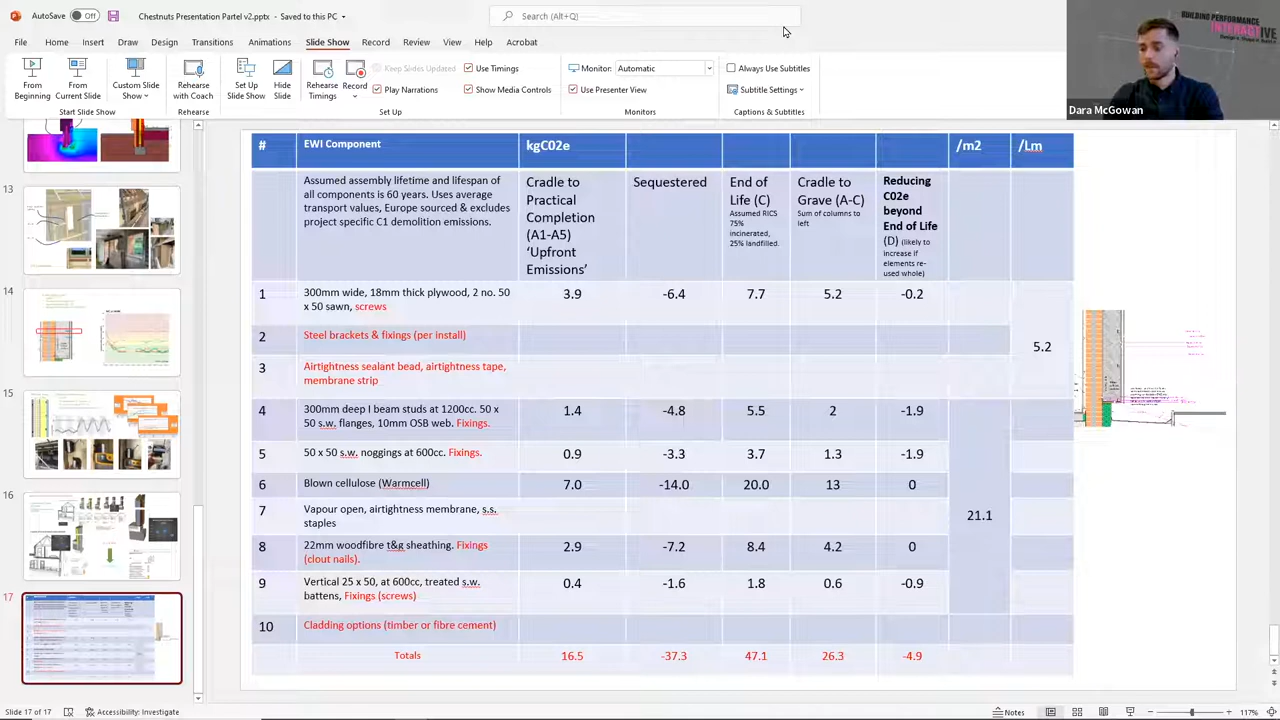 AutoSave Off Chestnuts Presentation Partel v2.pptx - Saved to this PC Search (Alt+Q)
File Home Insert Draw Design Transitions Animations Slide Show Record Review View Help Acrobat
From Beginning
From Current Slide
Custom Slide Show
Start Slide Show
Rehearse with Coach
Rehearse
Set Up Slide Show
Hide Slide
Rehearse Timings
Record
Keep Slides Updated
Use Timings
Play Narrations
Show Media Controls
Monitor: Automatic
Use Presenter View
Monitors
Always Use Subtitles
Subtitle Settings
Captions & Subtitles
BUILDING PERFORMANCE
INTERACTIVE
Dara McGowan
13
14
15
16
17
# EWI Component kgC02e /m2 /Lm
Assumed assembly lifetime and lifespan of
all components is 60 years. Uses average
transport values, Europe sourced & excludes
project specific C1 demolition emissions.
Cradle to
Practical
Completion
(A1-A5)
'Upfront
Emissions'
Sequestered
End of
Life (C)
Assumed RICS
75%
incinerated,
25% landfilled.
Cradle to
Grave (A-C)
Sum of columns to
left
Reducing
C02e
beyond
End of Life
(D) (likely to
increase if
elements re-
used whole)
1 300mm wide, 18mm thick plywood, 2 no. 50
x 50 sawn, screws
3.9 -6.4 7.7 5.2 -0.2
2 Steel brackets & fixings (per install)
5.2
3 Airtightness sealant bead, airtightness tape,
membrane strip
4 300mm deep I beam studs
50 s.w. flanges, 10mm OSB web.
1.4 -4.8 5.5 2 -1.9
5 50 x 50 s.w. noggins at 600cc. Fixings.
0.9 -3.3 3.7 1.3 -1.9
6 Blown cellulose (Warmcell) 7.0 -14.0 20.0 13 0
7 Vapour open, airtightness membrane, s.s.
staples
21.1
8 22mm woodfibre t&g sheathing. Fixings
(clout nails).
2.9 -7.2 8.4 4.2 0
9 Vertical 25 x 50, at 600cc, treated s.w.
battens, Fixings (screws)
0.4 -1.6 1.8 0.6 -0.9
10 Cladding options (timber or fibre cement
Totals -37.3
Slide 17 of 17 Accessibility: Investigate Notes 117%